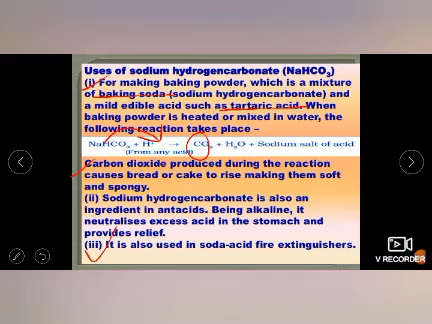 Uses of sodium hydrogencarbonate (NaHCO₃)
(i) For making baking powder, which is a mixture
of baking soda (sodium hydrogencarbonate) and
a mild edible acid such as tartaric acid. When
baking powder is heated or mixed in water, the
following reaction takes place –
NaHCO₃ + H⁺ → CO₂ + H₂O + Sodium salt of acid
(From any acid)
Carbon dioxide produced during the reaction
causes bread or cake to rise making them soft
and spongy.
(ii) Sodium hydrogencarbonate is also an
ingredient in antacids. Being alkaline, it
neutralises excess acid in the stomach and
provides relief.
(iii) It is also used in soda-acid fire extinguishers.
V RECORDER